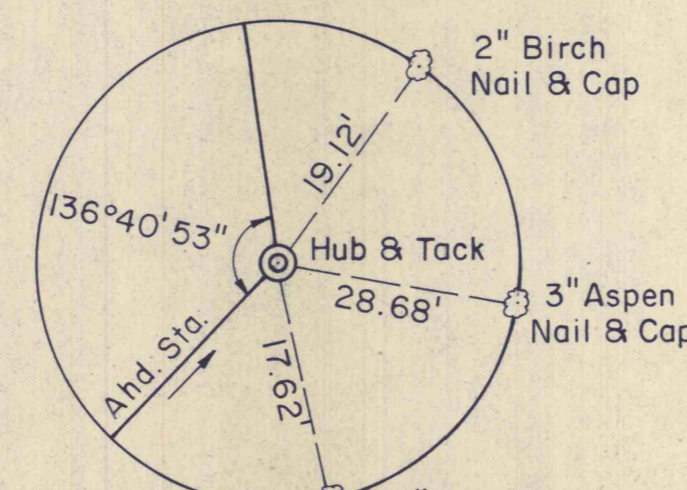 2" Birch
Nail & Cap
19.12'
136°40'53"
Hub & Tack
28.68'
3" Aspen
Nail & Cap
Ahd. Sta.
17.62'